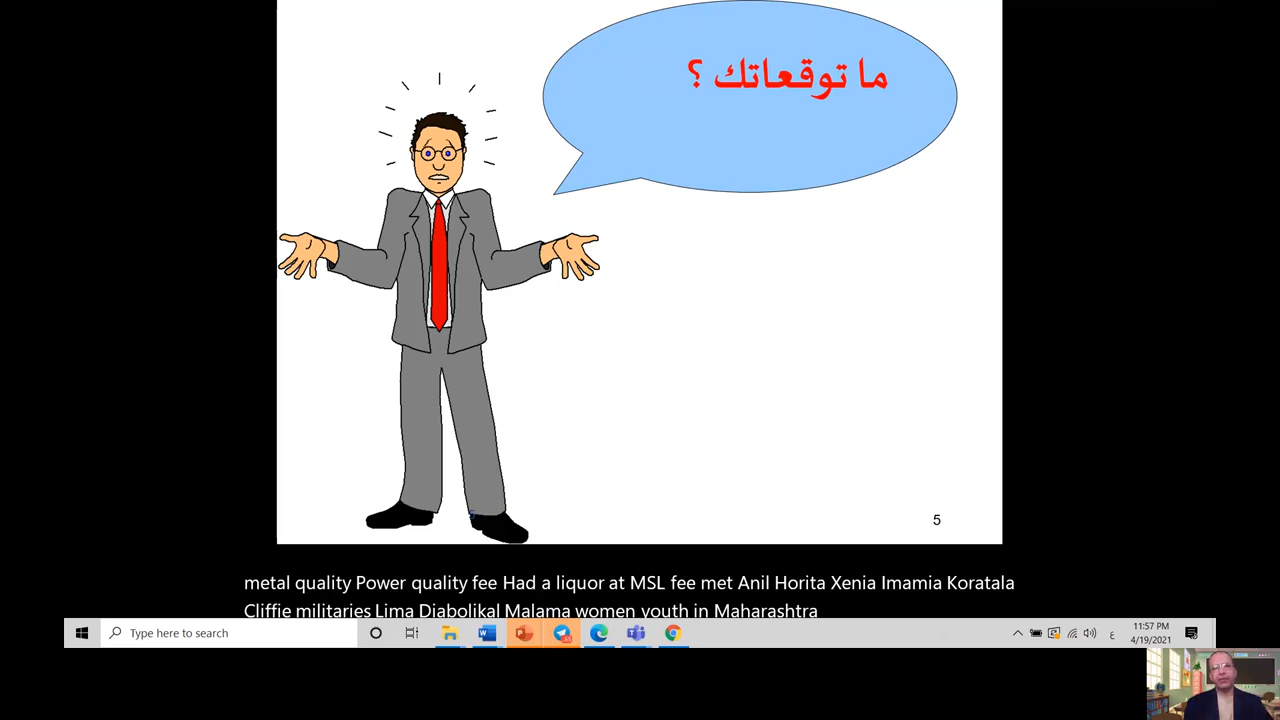 ما توقعاتك ؟
5
metal quality Power quality fee Had a liquor at MSL fee met Anil Horita Xenia Imamia Koratala
Cliffie militaries Lima Diabolikal Malama women youth in Maharashtra
Type here to search
ع
11:57 PM
4/19/2021